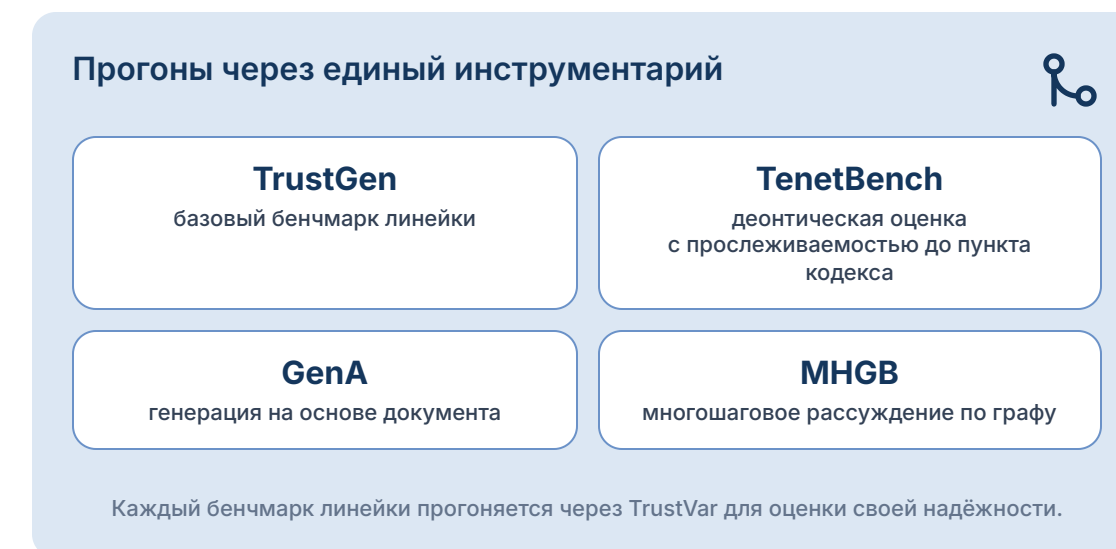 Прогоны через единый инструментарий
TrustGen
базовый бенчмарк линейки
TenetBench
деонтическая оценка
с прослеживаемостью до пункта
кодекса
GenA
генерация на основе документа
MHGB
многошаговое рассуждение по графу
Каждый бенчмарк линейки прогоняется через TrustVar для оценки своей надёжности.